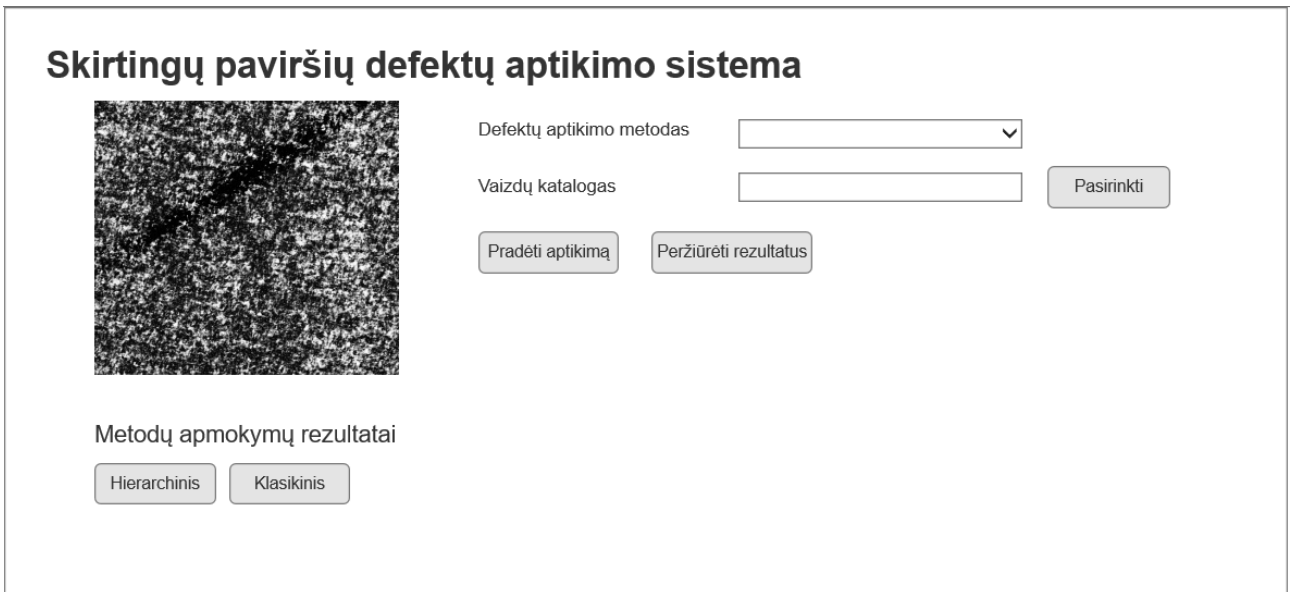 Skirtingų paviršių defektų aptikimo sistema
Defektų aptikimo metodas
Vaizdų katalogas
Pasirinkti
Pradėti aptikimą
Peržiūrėti rezultatus
Metodų apmokymų rezultatai
Hierarchinis
Klasikinis